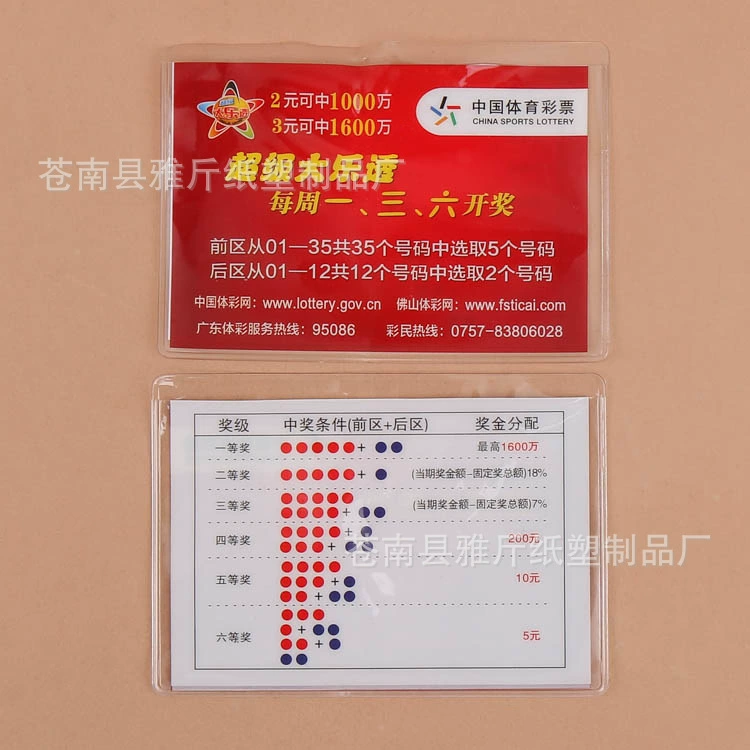 2元可中1000万
3元可中1600万
中国体育彩票
CHINA SPORTS LOTTERY
超级大乐透
苍南县雅斤纸塑制品厂
每周一、三、六开奖
前区从01—35共35个号码中选取5个号码
后区从01—12共12个号码中选取2个号码
中国体彩网：www.lottery.gov.cn 佛山体彩网：www.fsticai.com
广东体彩服务热线：95086 彩民热线：0757-83806028
奖级 中奖条件(前区+后区) 奖金分配
一等奖 + 最高1600万
二等奖 + (当期奖金额-固定奖总额)18%
三等奖 + (当期奖金额-固定奖总额)7%
四等奖 + + 200元
苍南县雅斤纸塑制品厂
五等奖 + + 10元
六等奖 + + 5元